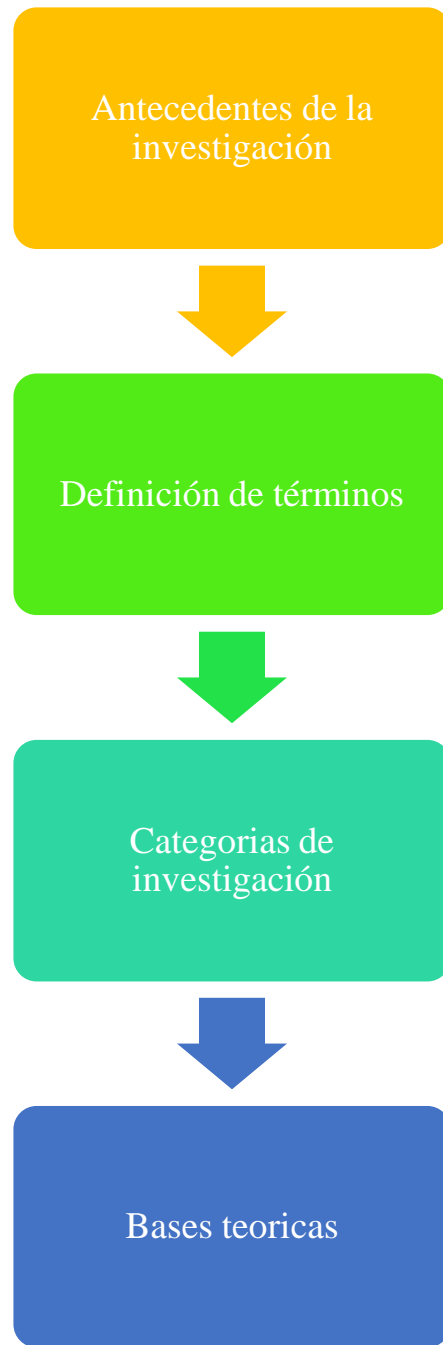 Antecedentes de la
investigación
Definición de términos
Categorias de
investigación
Bases teoricas